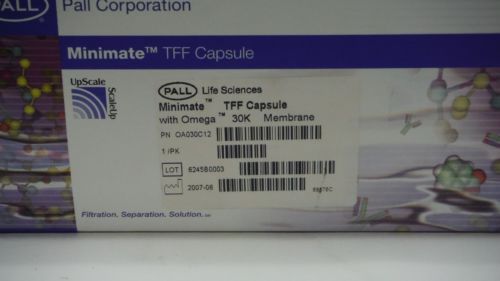 PALL
Pall Corporation
Minimate™ TFF Capsule
UpScale
ScaleUp
PALL Life Sciences
Minimate™ TFF Capsule
with Omega™ 30K Membrane
PN OA030C12
1 /PK
LOT 6245B0003
2007-06
Filtration. Separation. Solution.